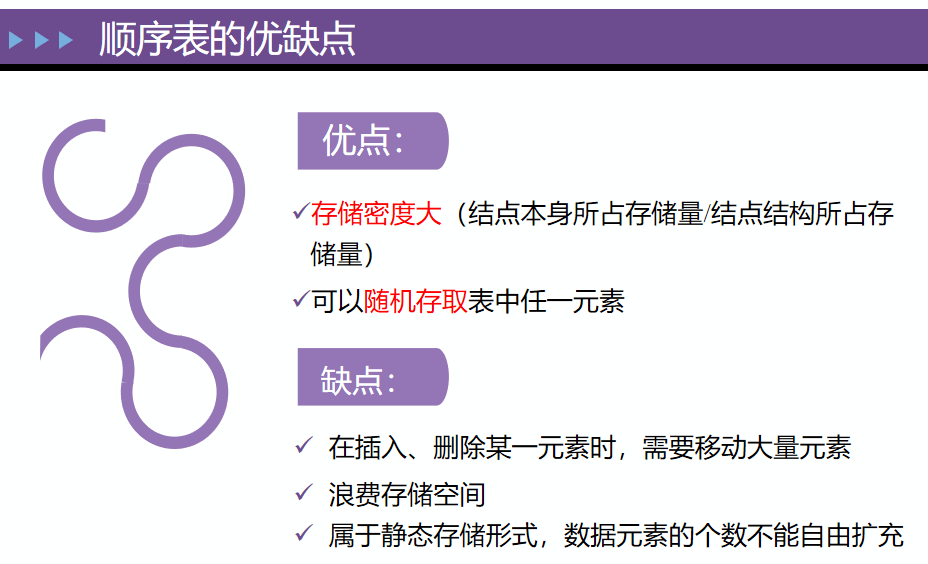 顺序表的优缺点
优点：
存储密度大（结点本身所占存储量/结点结构所占存
储量）
可以随机存取表中任一元素
缺点：
在插入、删除某一元素时，需要移动大量元素
浪费存储空间
属于静态存储形式，数据元素的个数不能自由扩充